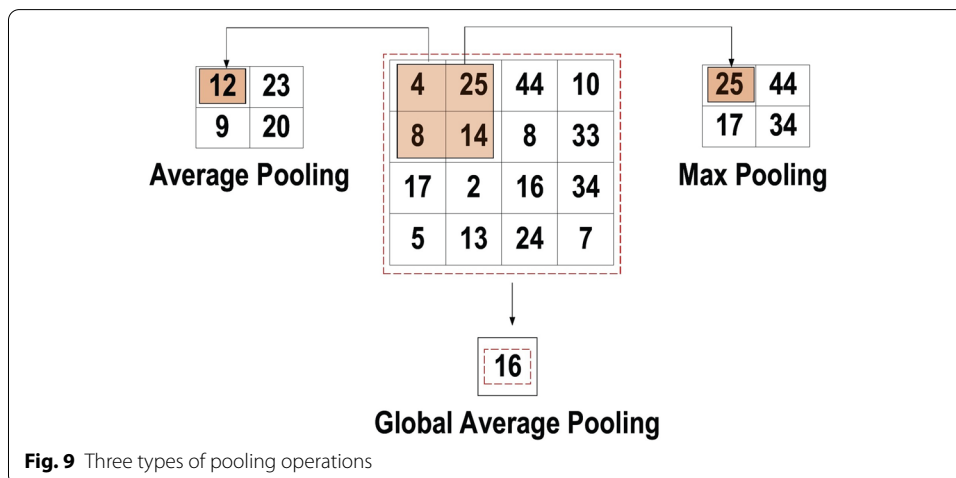 12 23
9 20
Average Pooling
4 25 44 10
8 14 8 33
17 2 16 34
5 13 24 7
25 44
17 34
Max Pooling
16
Global Average Pooling
Fig. 9 Three types of pooling operations